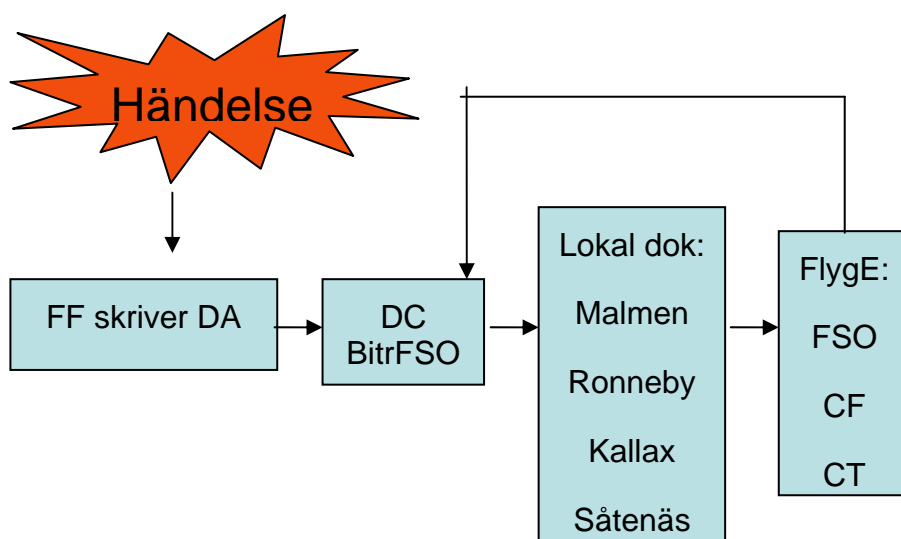 Händelse
FF skriver DA
DC
BitrFSO
Lokal dok:
Malmen
Ronneby
Kallax
Såtenäs
FlygE:
FSO
CF
CT